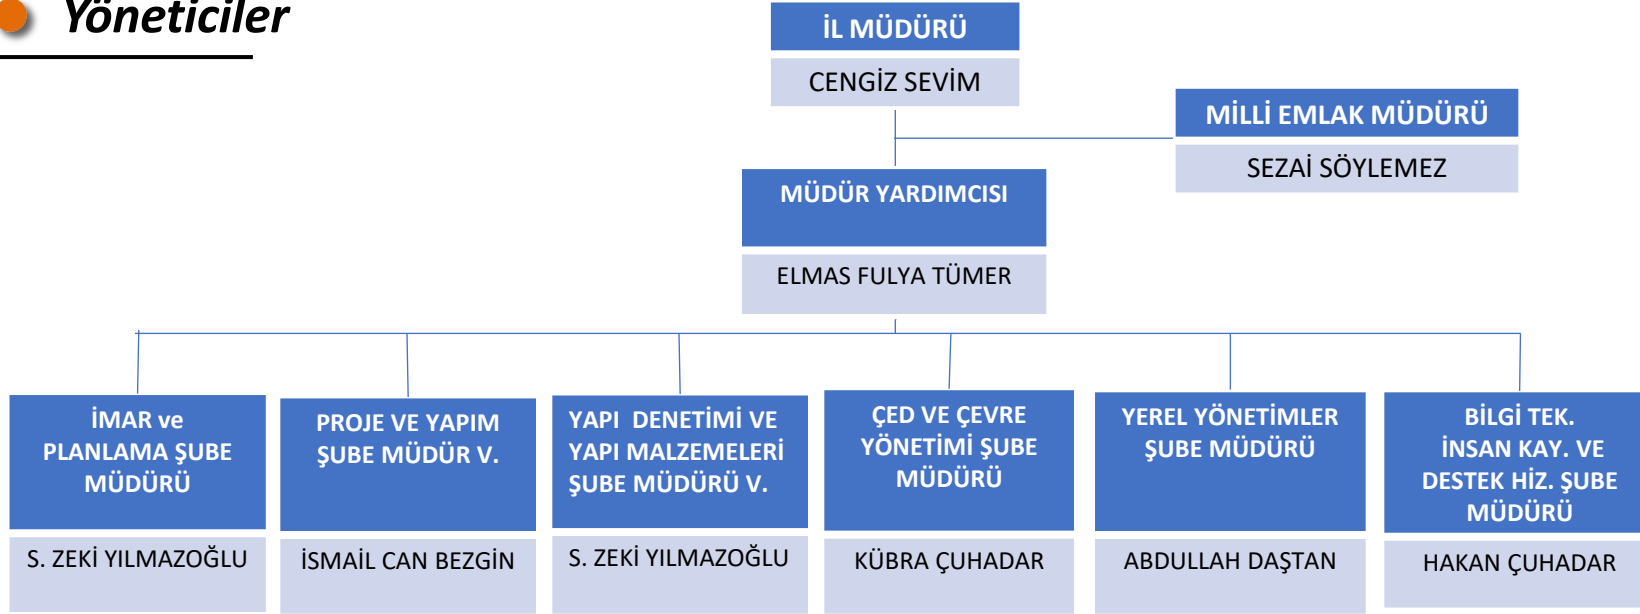 Yöneticiler
İL MÜDÜRÜ
CENGİZ SEVİM
MİLLİ EMLAK MÜDÜRÜ
SEZAİ SÖYLEMEZ
MÜDÜR YARDIMCISI
ELMAS FULYA TÜMER
İMAR ve
PLANLAMA ŞUBE
MÜDÜRÜ
S. ZEKİ YILMAZOĞLU
PROJE VE YAPIM
ŞUBE MÜDÜR V.
İSMAİL CAN BEZGİN
YAPI DENETİMİ VE
YAPI MALZEMELERİ
ŞUBE MÜDÜRÜ V.
S. ZEKİ YILMAZOĞLU
ÇED VE ÇEVRE
YÖNETİMİ ŞUBE
MÜDÜRÜ
KÜBRA ÇUHADAR
YEREL YÖNETİMLER
ŞUBE MÜDÜRÜ
ABDULLAH DAŞTAN
BİLGİ TEK.
İNSAN KAY. VE
DESTEK HİZ. ŞUBE
MÜDÜRÜ
HAKAN ÇUHADAR